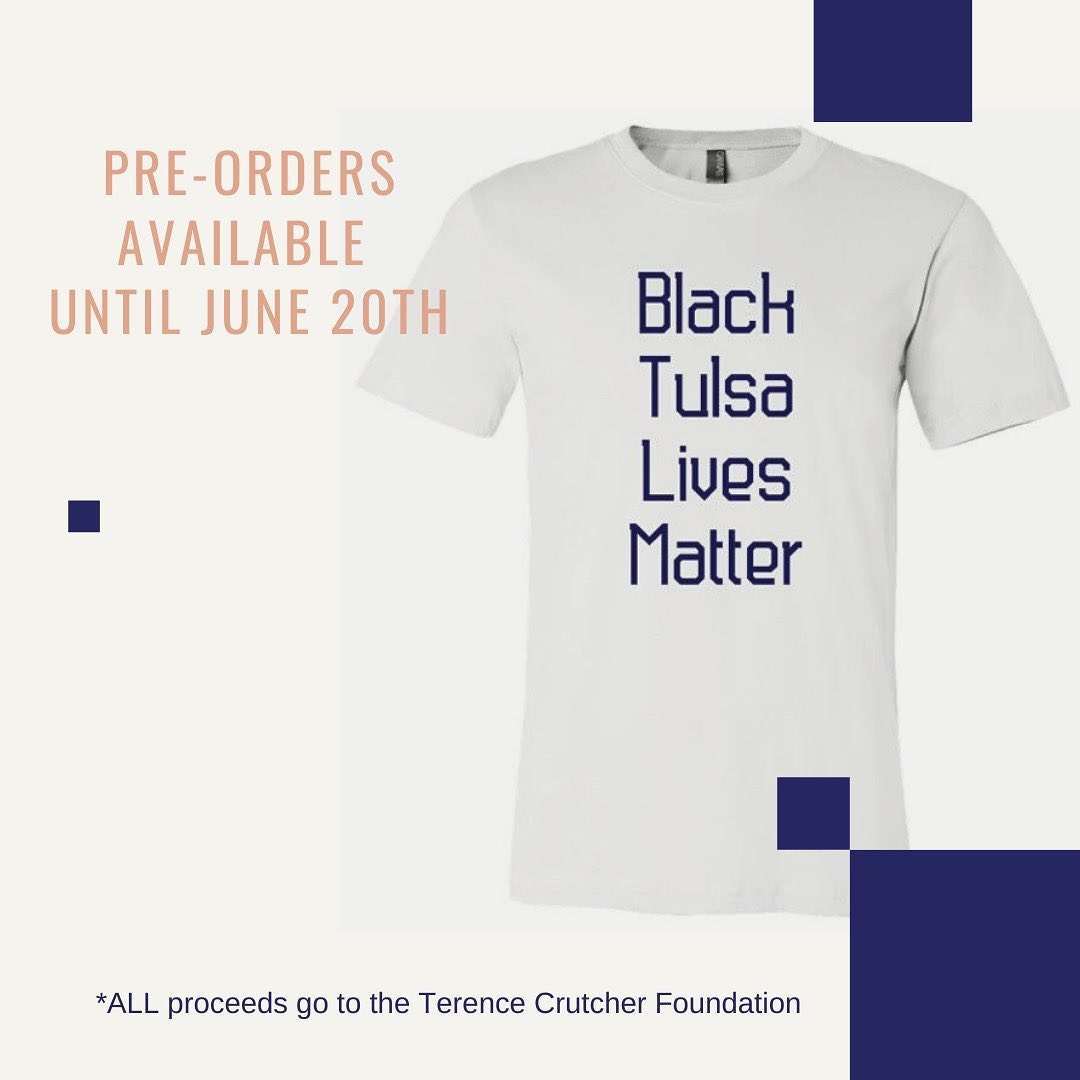 PRE-ORDERS
AVAILABLE
UNTIL JUNE 20TH
Black
Tulsa
Lives
Matter
*ALL proceeds go to the Terence Crutcher Foundation